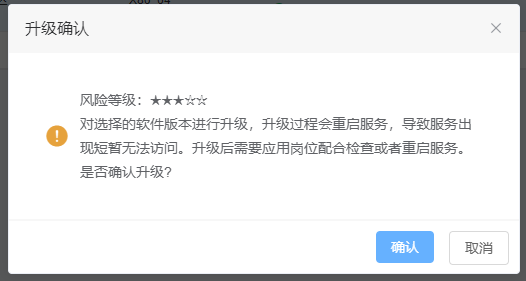 升级确认
风险等级：★★★☆☆
对选择的软件版本进行升级，升级过程会重启服务，导致服务出
现短暂无法访问。升级后需要应用岗位配合检查或者重启服务。
是否确认升级?
确认
取消